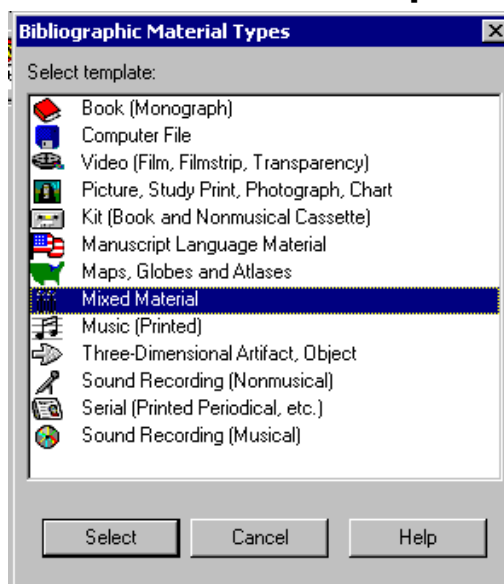 Bibliographic Material Types
Select template:
Book (Monograph)
Computer File
Video (Film, Filmstrip, Transparency)
Picture, Study Print, Photograph, Chart
Kit (Book and Nonmusical Cassette)
Manuscript Language Material
Maps, Globes and Atlases
Mixed Material
Music (Printed)
Three-Dimensional Artifact, Object
Sound Recording (Nonmusical)
Serial (Printed Periodical, etc.)
Sound Recording (Musical)
Select
Cancel
Help